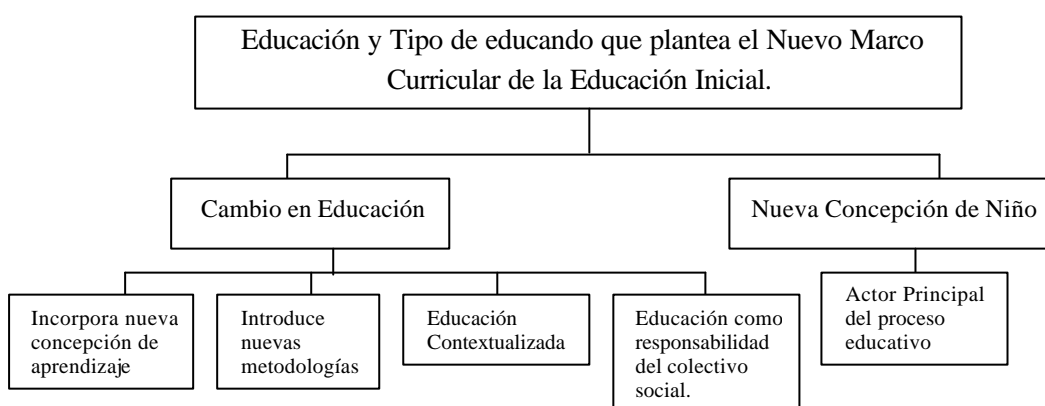 Educación y Tipo de educando que plantea el Nuevo Marco
Curricular de la Educación Inicial.
Cambio en Educación
Nueva Concepción de Niño
Incorpora nueva
concepción de
aprendizaje
Introduce
nuevas
metodologías
Educación
Contextualizada
Educación como
responsabilidad
del colectivo
social.
Actor Principal
del proceso
educativo